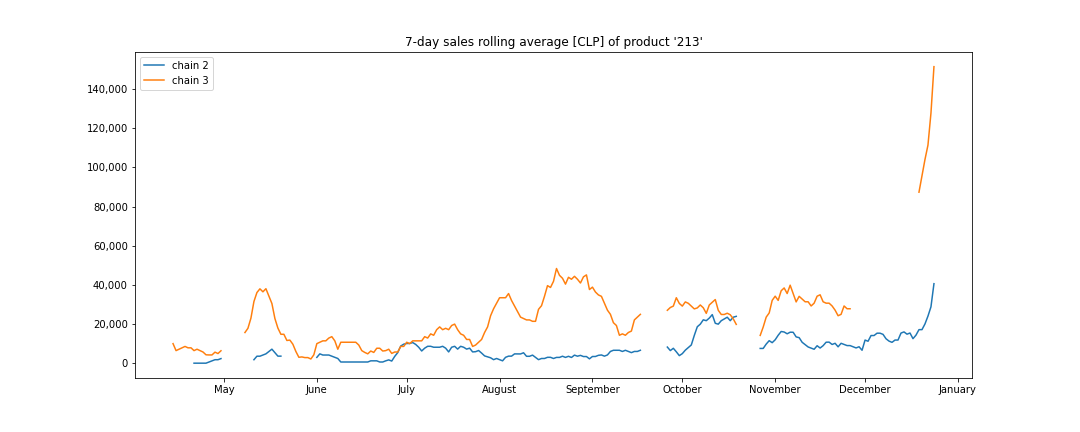 7-day sales rolling average [CLP] of product '213'
chain 2
chain 3
140,000
120,000
100,000
80,000
60,000
40,000
20,000
0
May June July August September October November December January